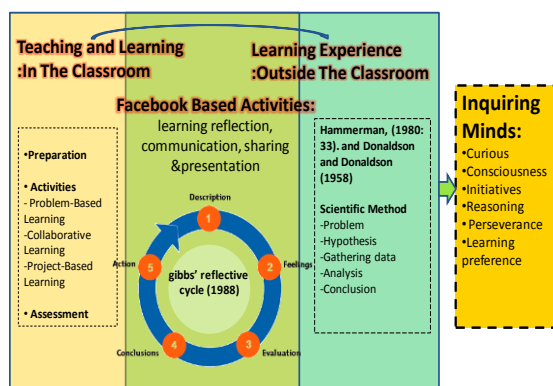 Teaching and Learning
:In The Classroom
Learning Experience
:Outside The Classroom
Facebook Based Activities:
learning reflection,
communication, sharing
&presentation
•Preparation
•Activities
- Problem-Based
Learning
-Collaborative
Learning
-Project-Based
Learning
•Assessment
Description
1
Feelings
2
Evaluation
3
Conclusions
4
Action
5
gibbs' reflective
cycle (1988)
Hammerman, (1980:
33). and Donaldson
and Donaldson
(1958)
Scientific Method
-Problem
-Hypothesis
-Gathering data
-Analysis
-Conclusion
Inquiring
Minds:
•Curious
•Consciousness
•Initiatives
•Reasoning
• Perseverance
•Learning
preference